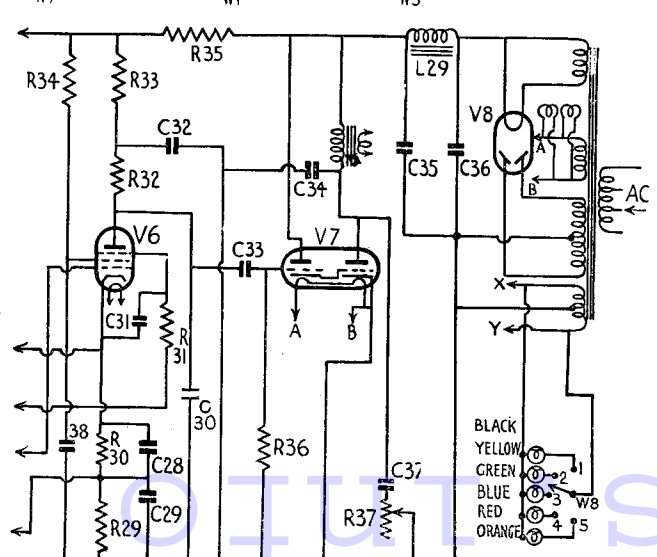 R35
R34
R33
L29
C32
V8
A
C35
C36
C34
R32
B
AC
V6
C33
V7
X
C31
R
31
A
B
Y
C
30
BLACK
YELLOW
1
38
R
30
C28
R36
GREEN
2
C37
BLUE
3
W8
C29
R37
RED
4
R29
ORANGE
5